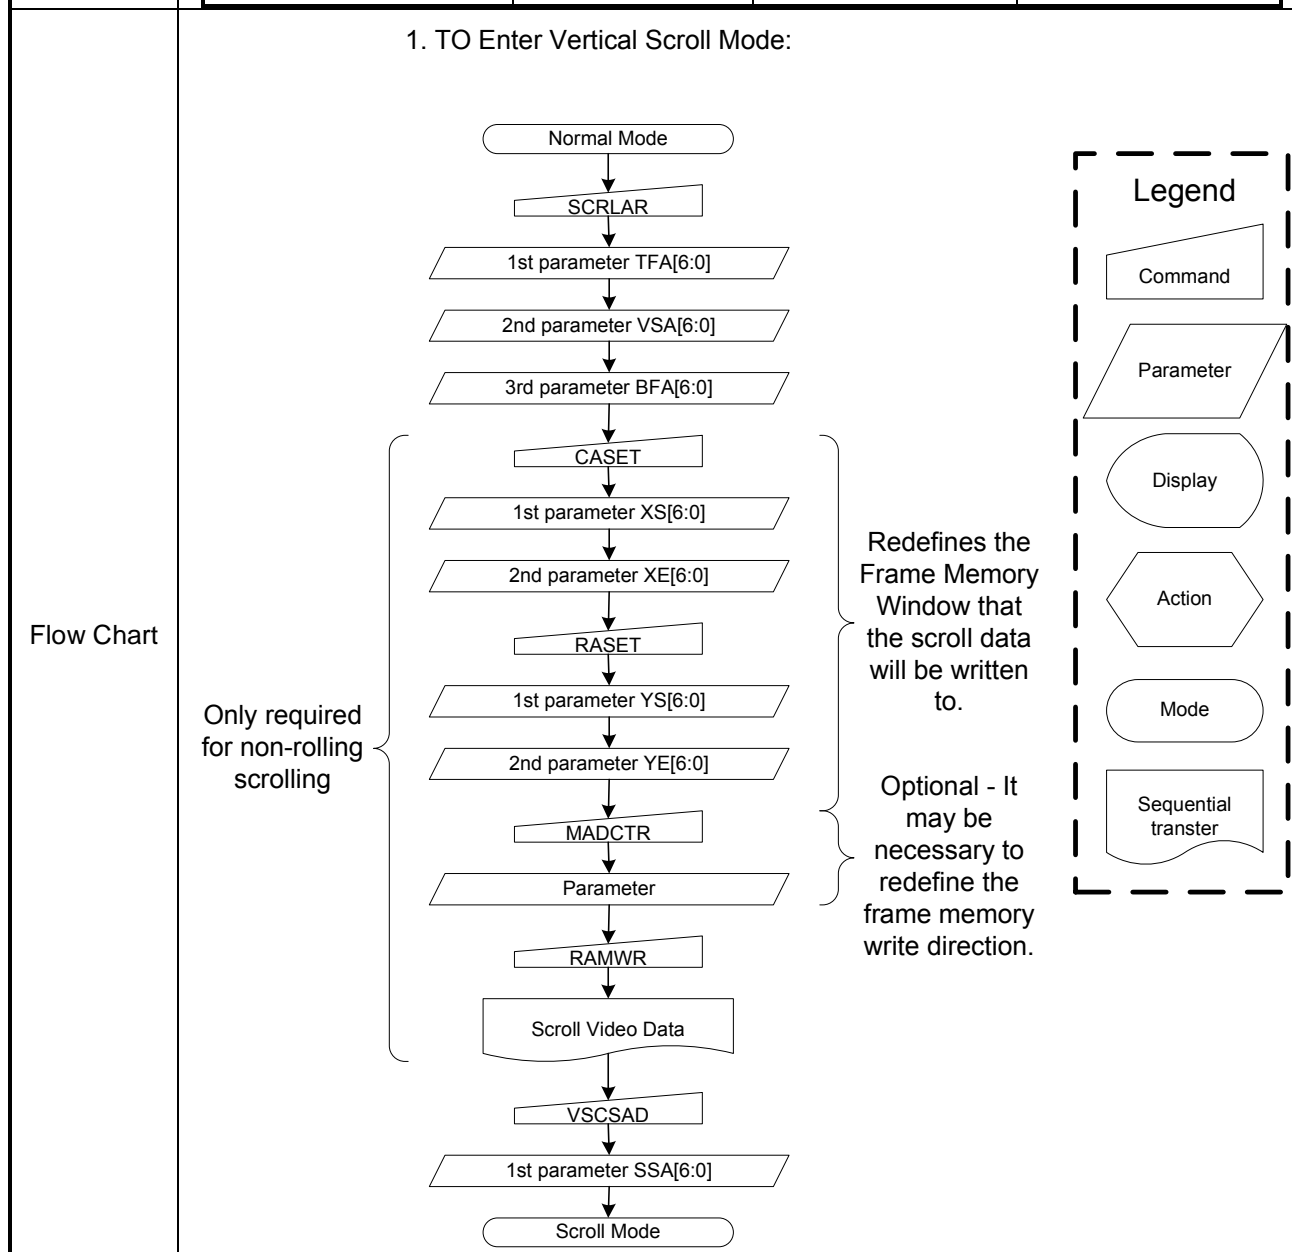 1. TO Enter Vertical Scroll Mode:
Flow Chart
Normal Mode
SCRLAR
1st parameter TFA[6:0]
2nd parameter VSA[6:0]
3rd parameter BFA[6:0]
CASET
1st parameter XS[6:0]
2nd parameter XE[6:0]
RASET
1st parameter YS[6:0]
2nd parameter YE[6:0]
MADCTR
Parameter
RAMWR
Scroll Video Data
VSCSAD
1st parameter SSA[6:0]
Scroll Mode
Only required
for non-rolling
scrolling
Redefines the
Frame Memory
Window that
the scroll data
will be written
to.
Optional - It
may be
necessary to
redefine the
frame memory
write direction.
Legend
Command
Parameter
Display
Action
Mode
Sequential
transter